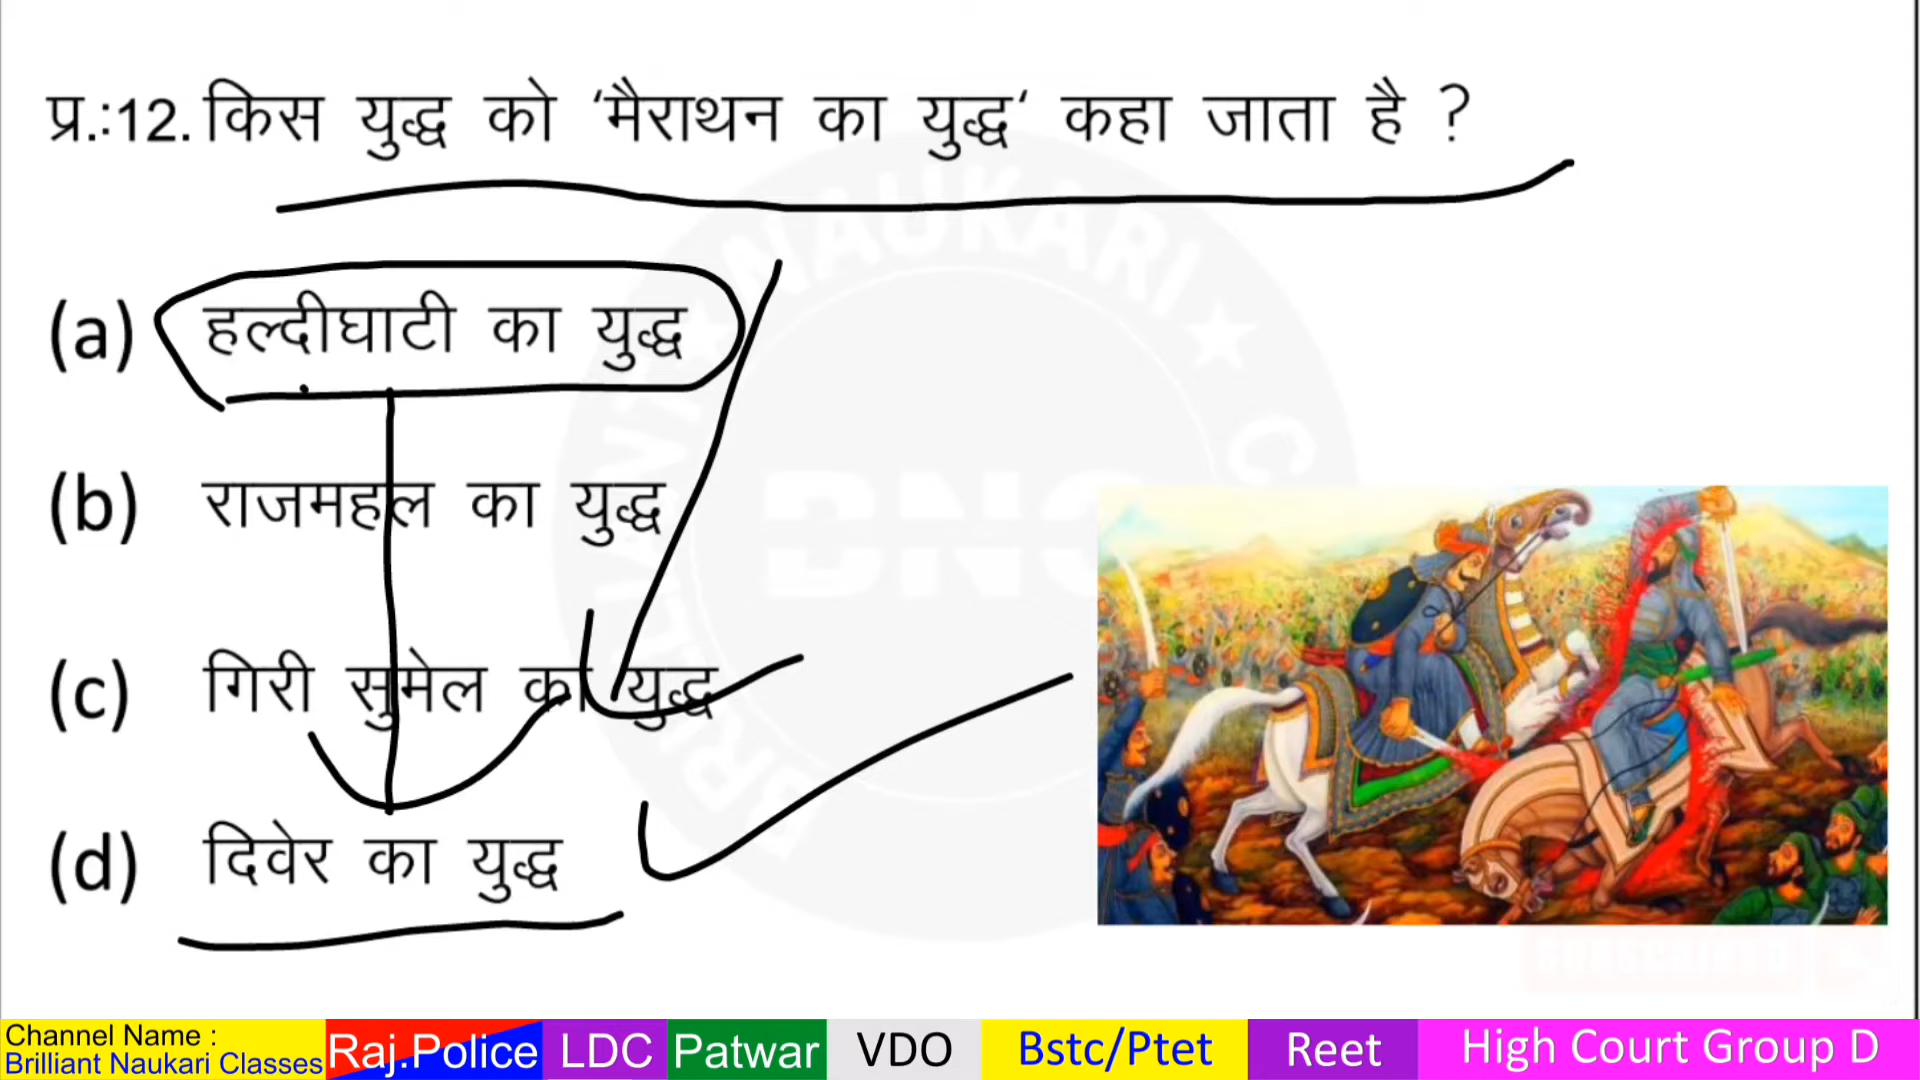 प्र.:12. किस युद्ध को ‘मैराथन का युद्ध‘ कहा जाता है ?
(a) हल्दीघाटी का युद्ध
(b) राजमहल का युद्ध
(c) गिरी सुमेल का युद्ध
(d) दिवेर का युद्ध
Channel Name :
Brilliant Naukari Classes
Raj.Police
LDC
Patwar
VDO
Bstc/Ptet
Reet
High Court Group D